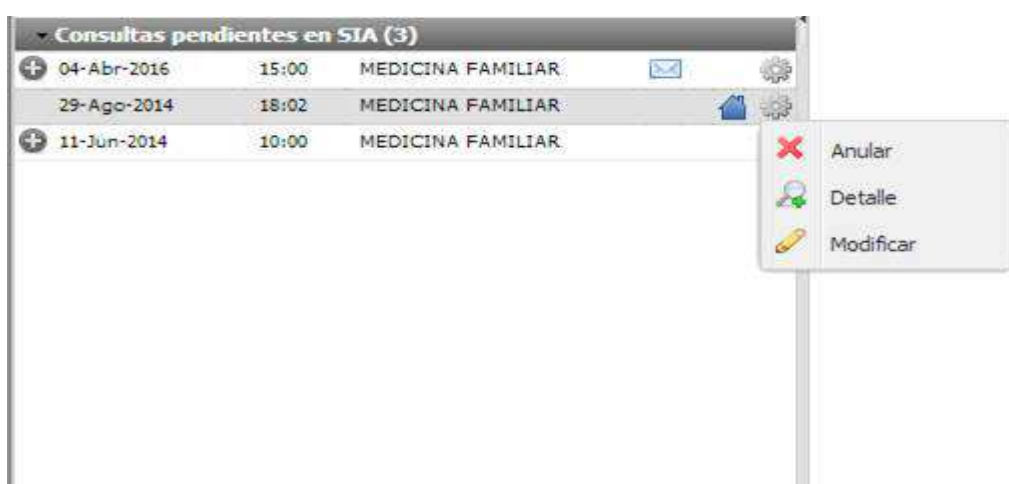 Consultas pendientes en SIA (3)
04-Abr-2016 15:00 MEDICINA FAMILIAR
29-Ago-2014 18:02 MEDICINA FAMILIAR
11-Jun-2014 10:00 MEDICINA FAMILIAR
Anular
Detalle
Modificar